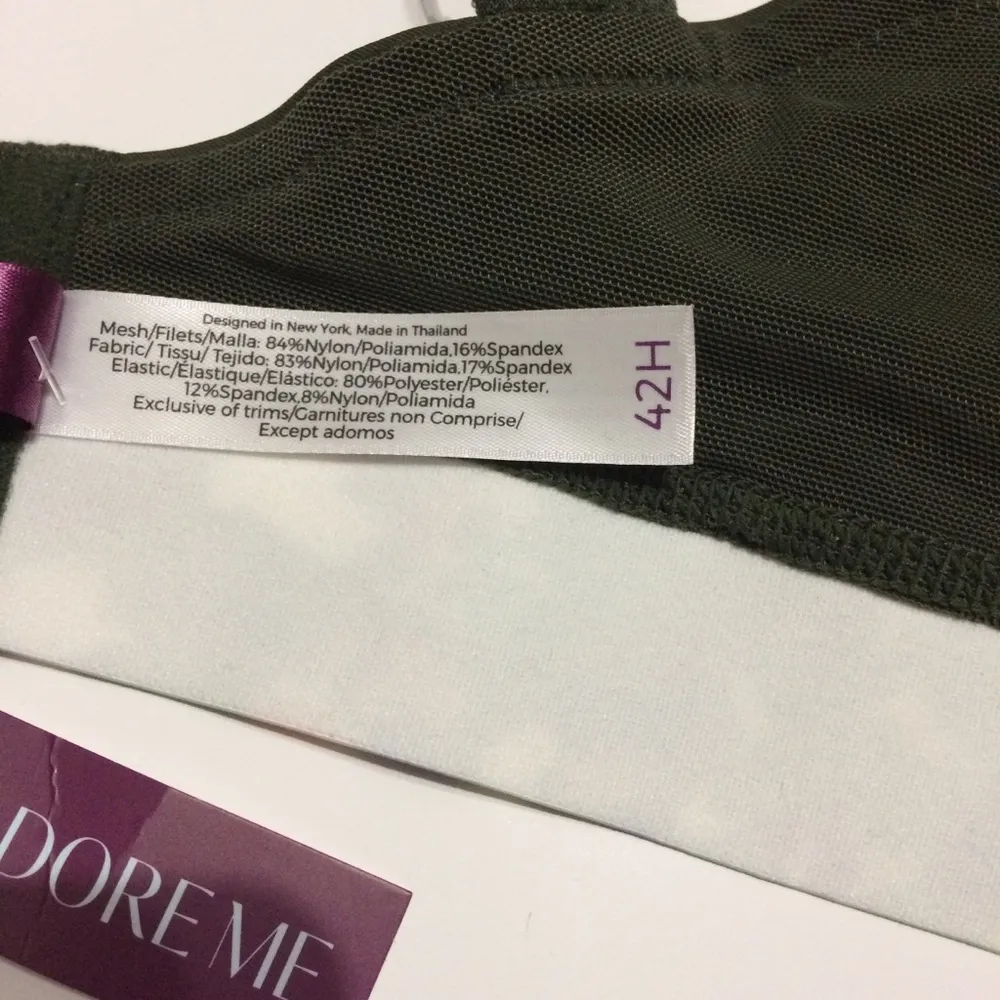 Designed in New York, Made in Thailand
Mesh/Filets/Malla: 84%Nylon/Poliamida,16%Spandex
Fabric/ Tissu/ Tejido: 83%Nylon/Poliamida,17%Spandex
Elastic/Élastique/Elástico: 80%Polyester/Poliéster,
12%Spandex,8%Nylon/Poliamida
Exclusive of trims/Garnitures non Comprise/
Except adornos
42H
DORE ME